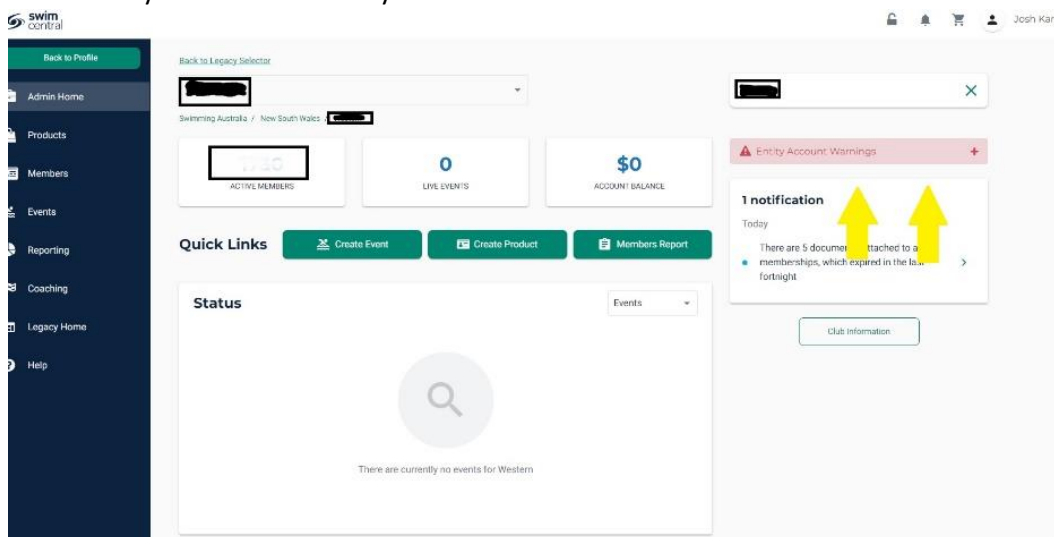 swim
central
Josh Kar
Back to Profile
Admin Home
Products
Members
Events
Reporting
Coaching
Legacy Home
Help
Back to Legacy Selector
Swimming Australia / New South Wales /
ACTIVE MEMBERS
0
LIVE EVENTS
$0
ACCOUNT BALANCE
Quick Links
Create Event
Create Product
Members Report
Status
Events
There are currently no events for Western
Entity Account Warnings
1 notification
Today
There are 5 documen ttached to a
memberships, which expired in the la
fortnight
Club Information